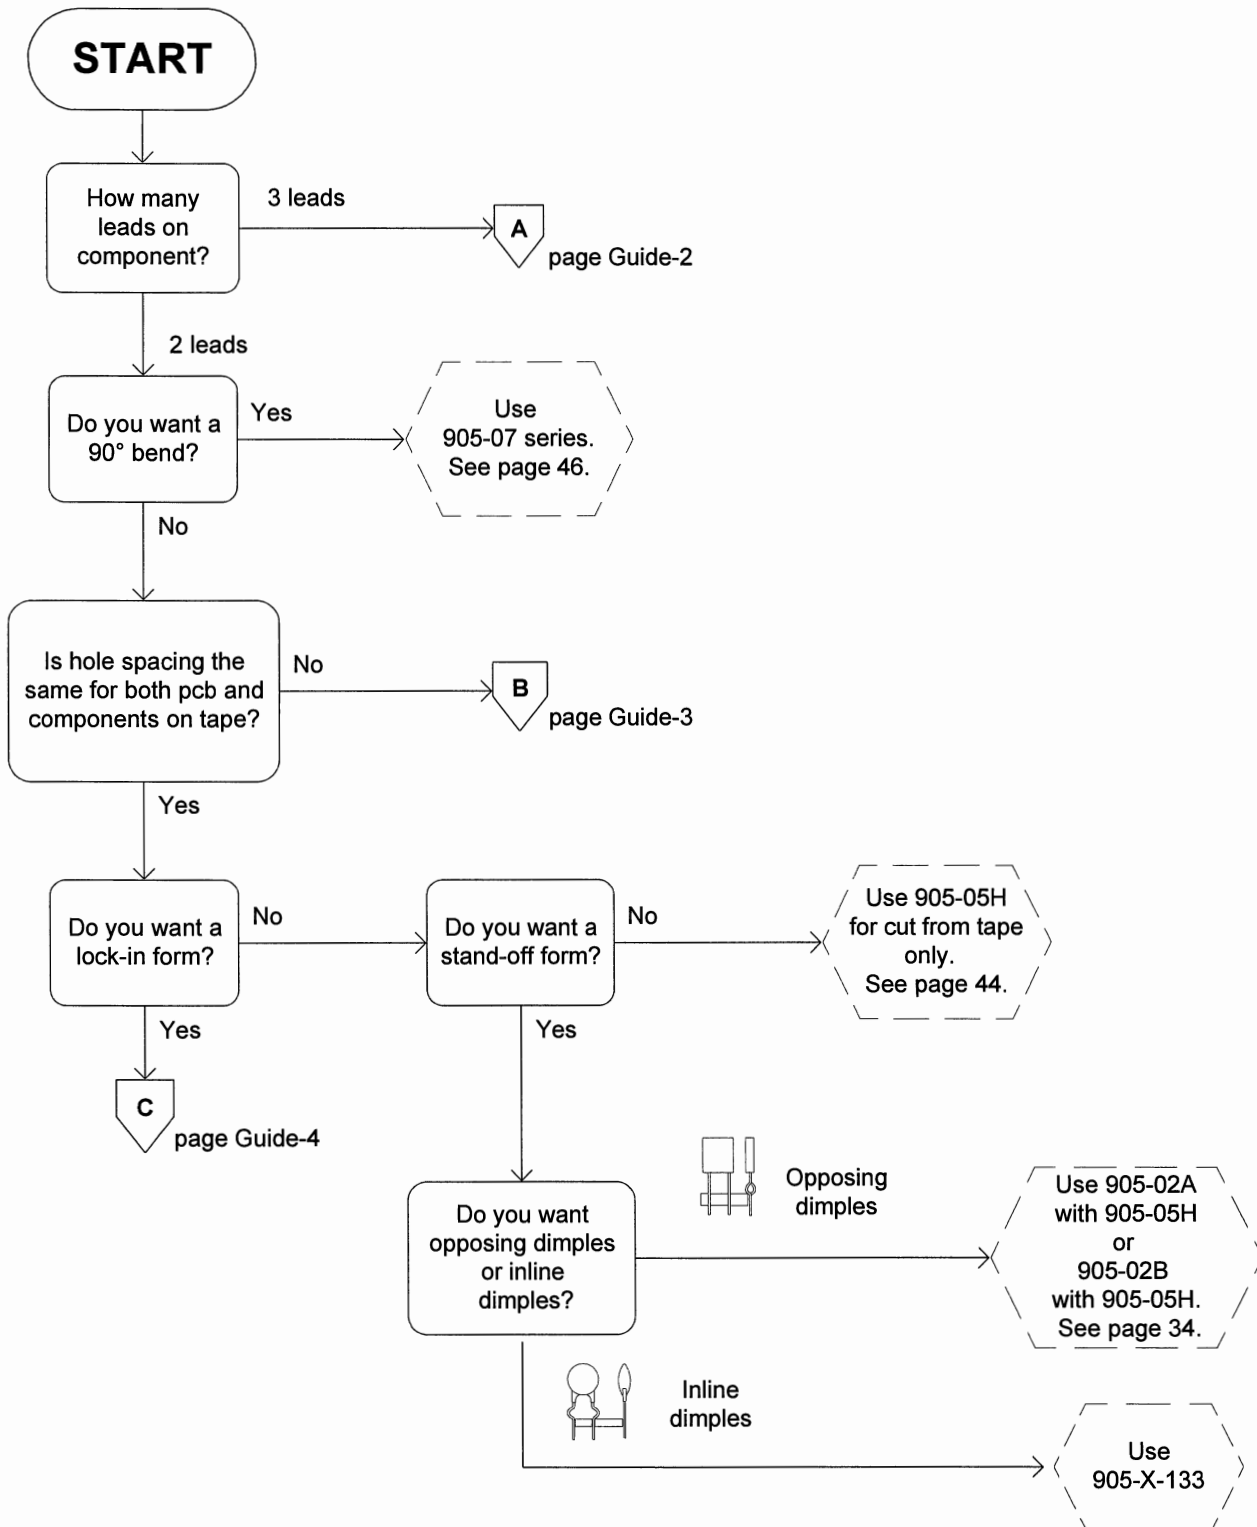 START
How many
leads on
component?
3 leads
A
page Guide-2
2 leads
Do you want a
90° bend?
Yes
Use
905-07 series.
See page 46.
No
Is hole spacing the
same for both pcb and
components on tape?
No
B
page Guide-3
Yes
Do you want a
lock-in form?
No
Do you want a
stand-off form?
No
Use 905-05H
for cut from tape
only.
See page 44.
Yes
C
page Guide-4
Yes
Do you want
opposing dimples
or inline
dimples?
Opposing
dimples
Use 905-02A
with 905-05H
or
905-02B
with 905-05H.
See page 34.
Inline
dimples
Use
905-X-133